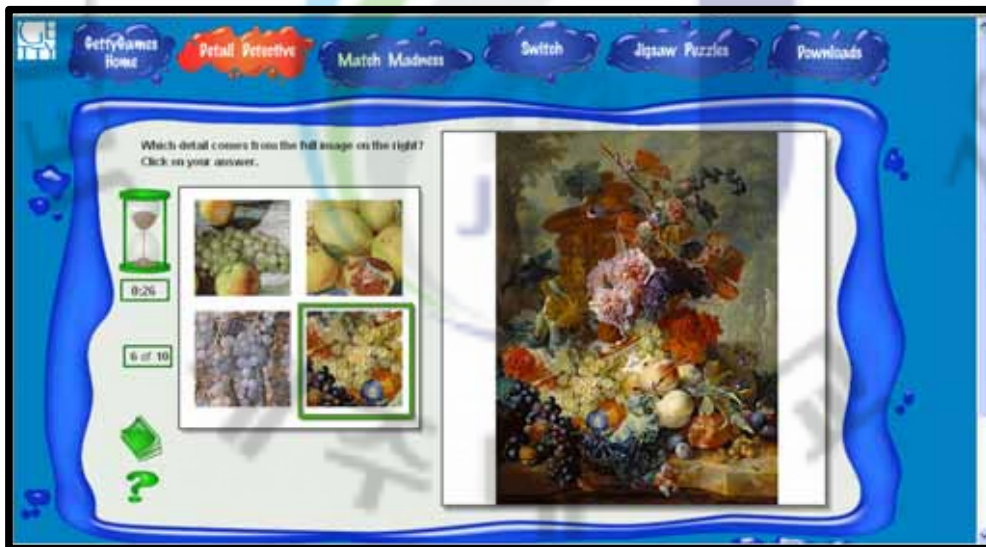 GETTY
GettyGames
Home
Detail Detective
Match Madness
Switch
Jigsaw Puzzles
Downloads
Which detail comes from the full image on the right?
Click on your answer.
0:26
6 of 10
?